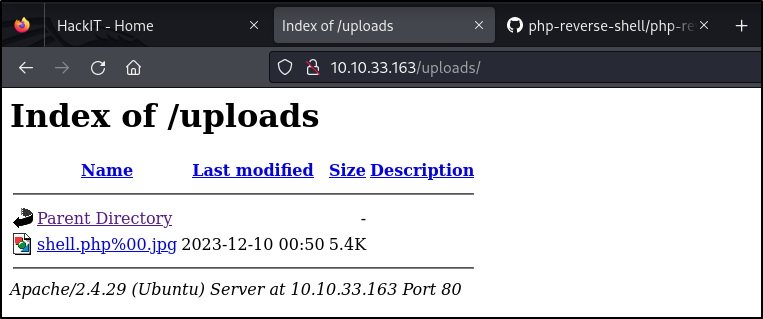 HackIT - Home Index of /uploads php-reverse-shell/php-re
10.10.33.163/uploads/
Index of /uploads
Name Last modified Size Description
Parent Directory -
shell.php%00.jpg 2023-12-10 00:50 5.4K
Apache/2.4.29 (Ubuntu) Server at 10.10.33.163 Port 80